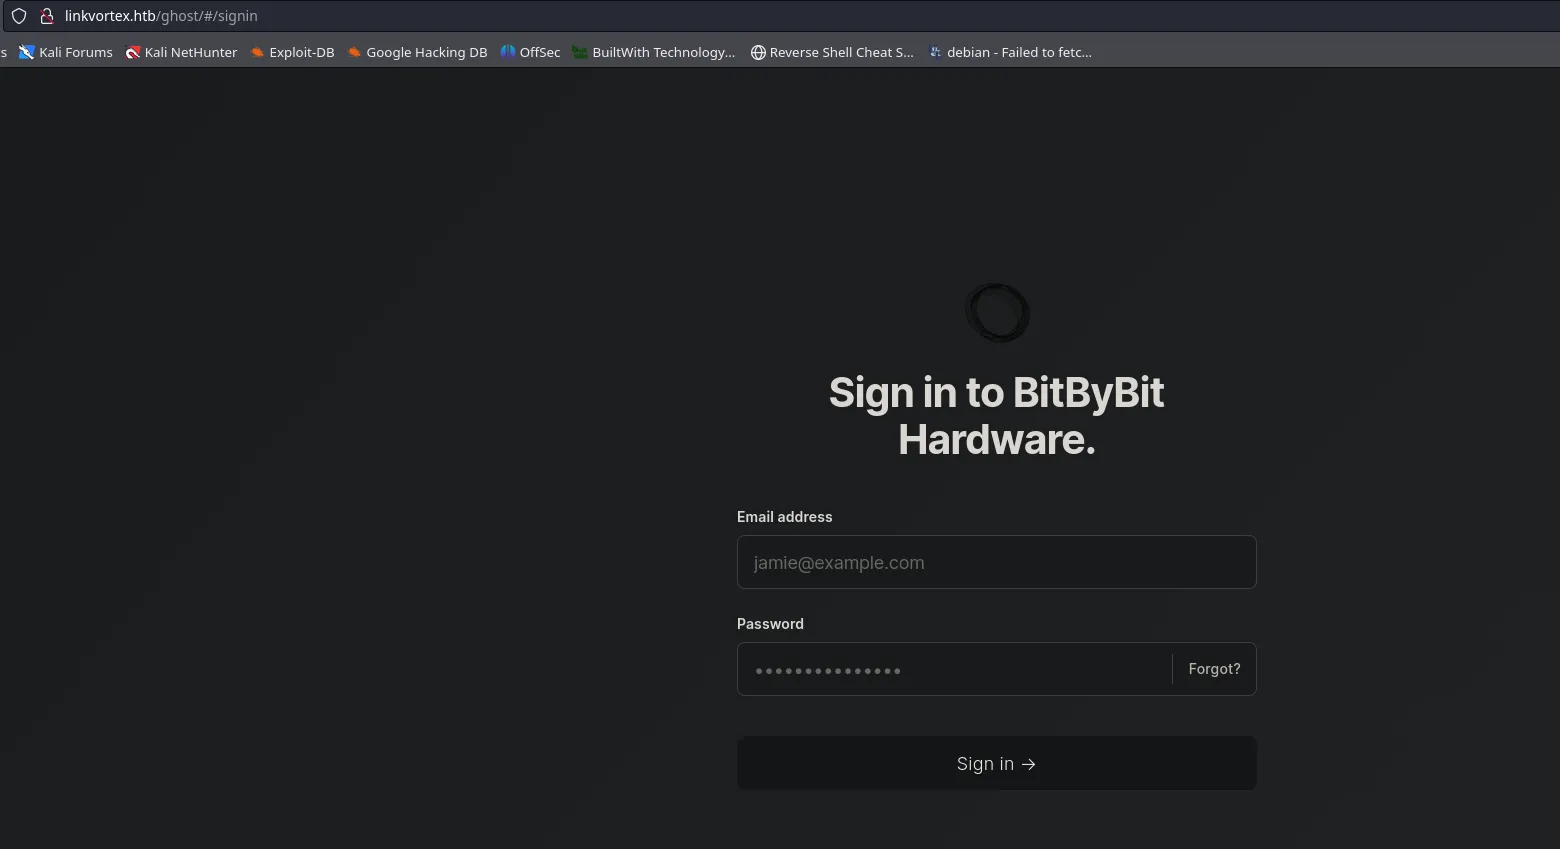 linkvortex.htb/ghost/#/signin
s Kali Forums Kali NetHunter Exploit-DB Google Hacking DB OffSec BuiltWith Technology... Reverse Shell Cheat S... debian - Failed to fetc...
Sign in to BitByBit
Hardware.
Email address
jamie@example.com
Password
•••••••••••••••
Forgot?
Sign in →